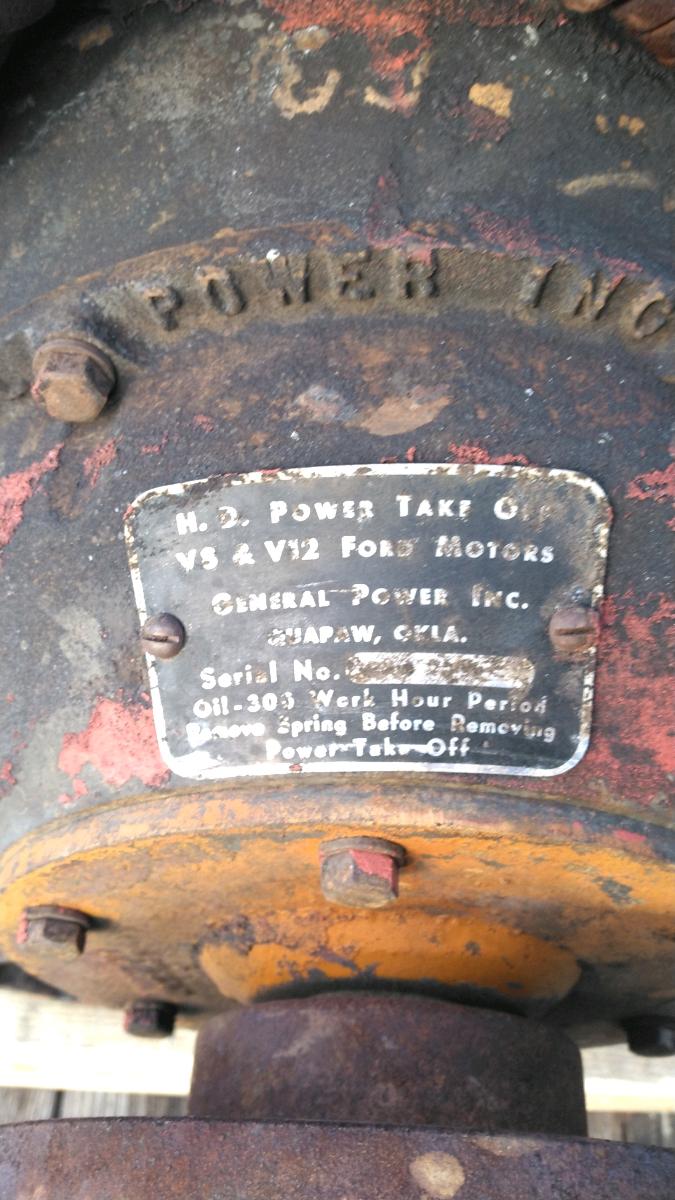 POWER INC
H. D. POWER TAKE OFF
V8 & V12 FORD MOTORS
GENERAL POWER INC.
QUAPAW, OKLA.
Serial No.
Oil-300 Work Hour Period
Remove Spring Before Removing
Power Take Off